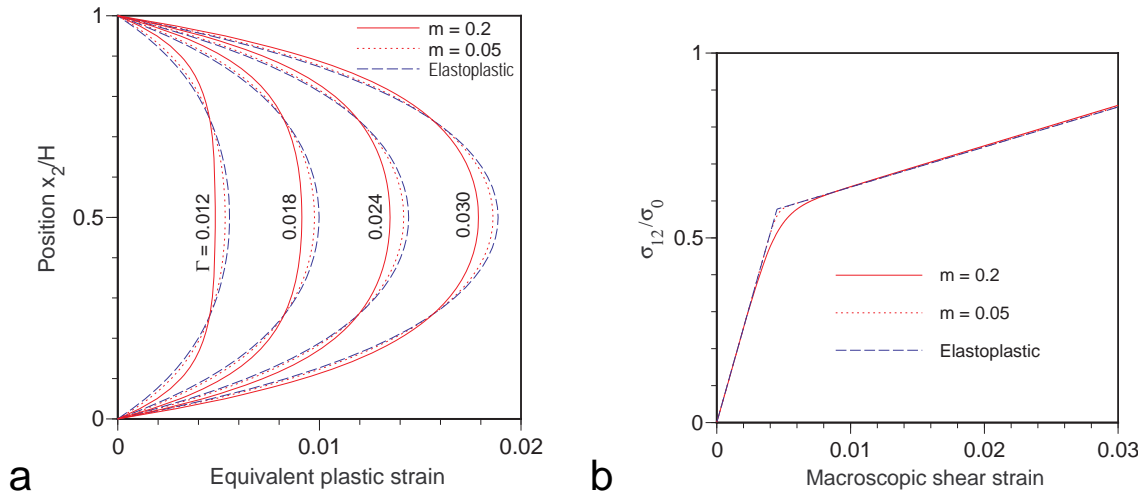 1
m = 0.2
m = 0.05
Elastoplastic
Position x2/H
0.5
Γ = 0.012
0.018
0.024
0.030
0
0
0.01
0.02
Equivalent plastic strain
a
1
σ12/σ0
0.5
m = 0.2
m = 0.05
Elastoplastic
0
0
0.01
0.02
0.03
Macroscopic shear strain
b